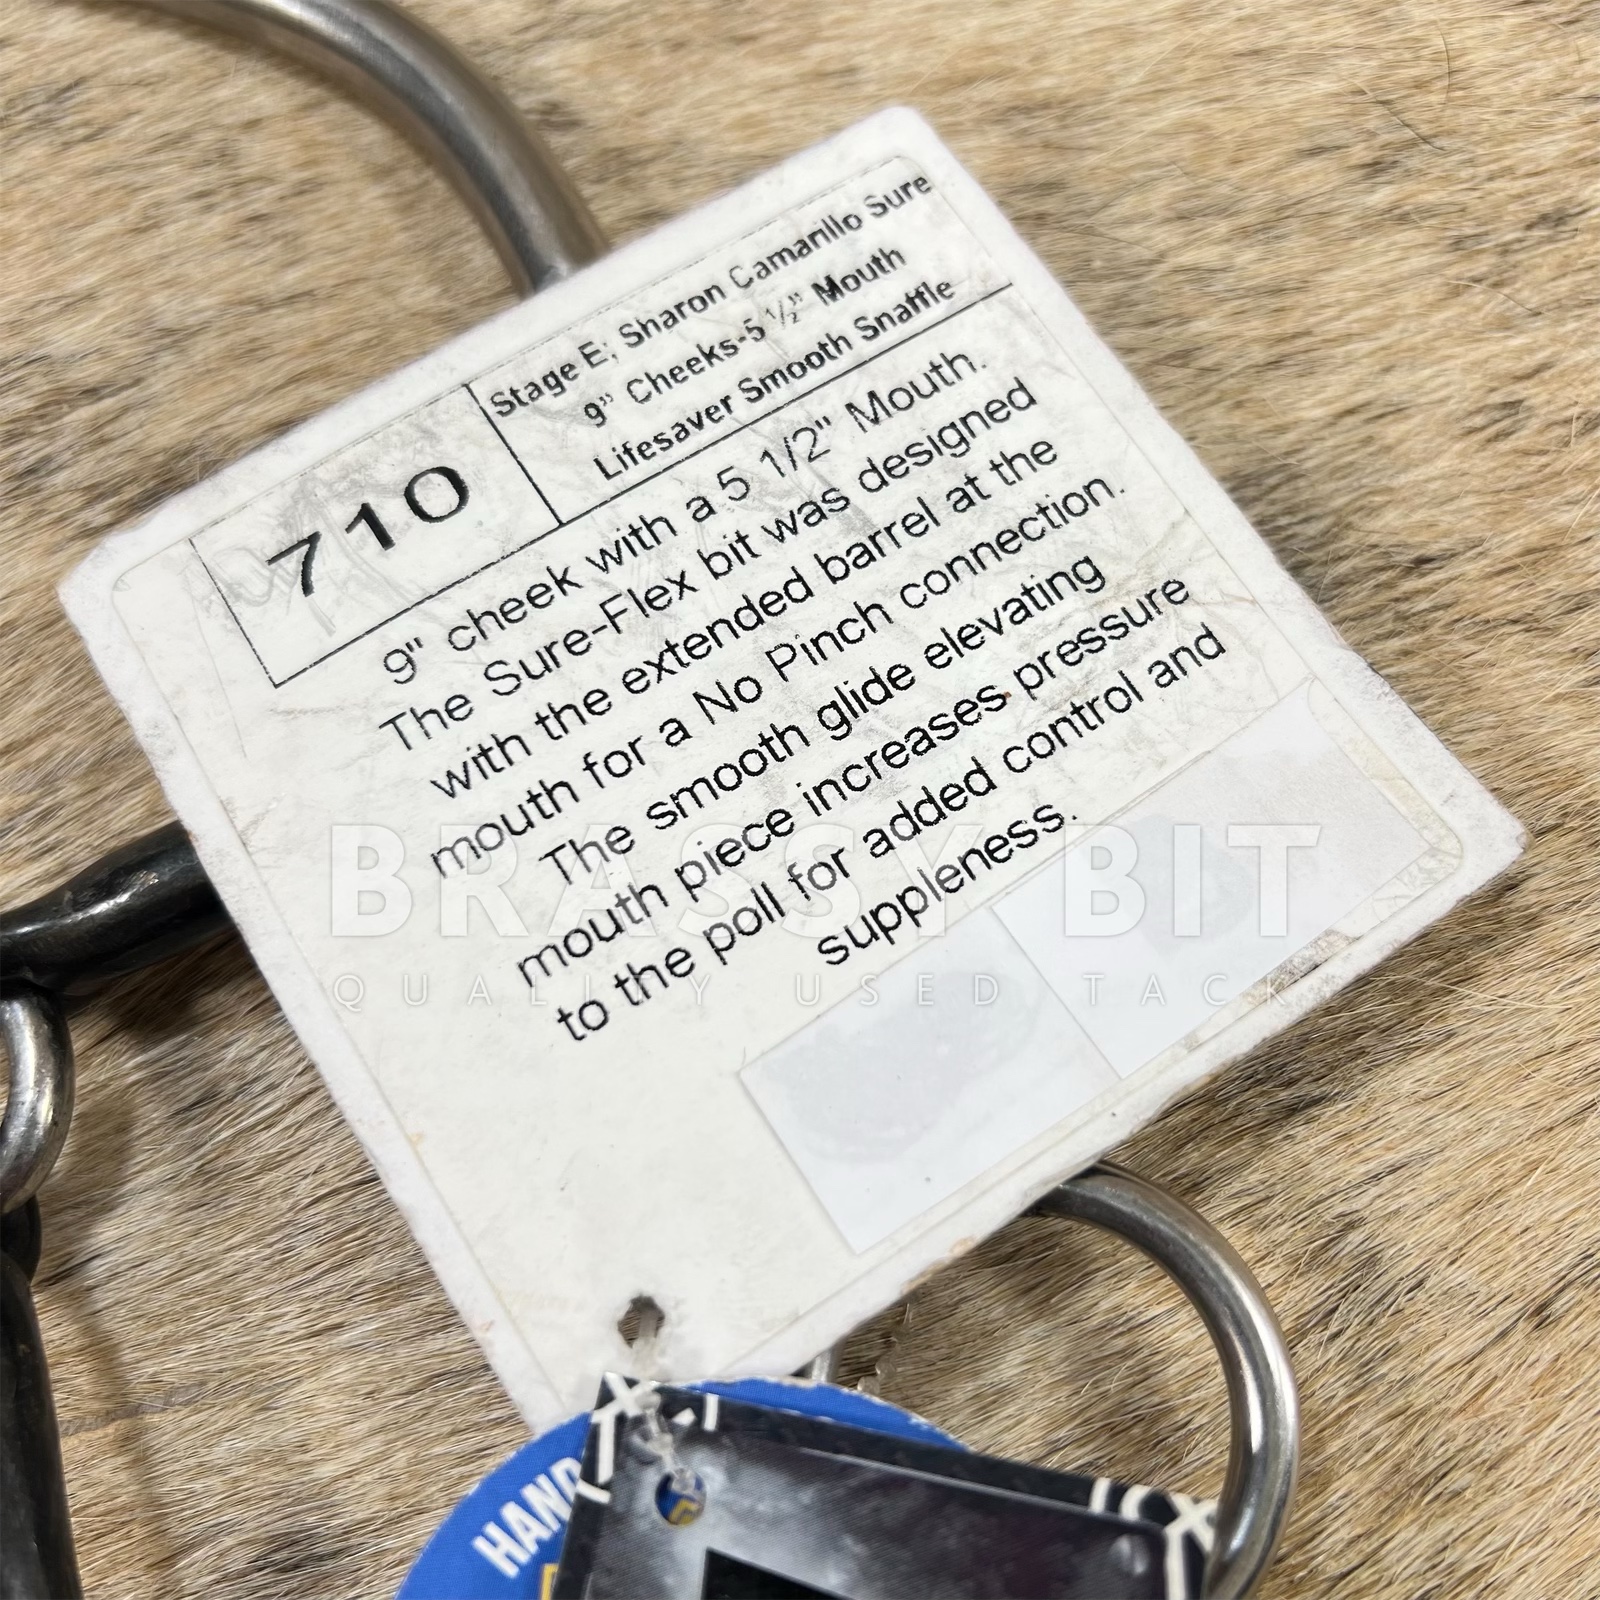 710
Stage E; Sharon Camarillo Sure
9" Cheeks-5 ½" Mouth
Lifesaver Smooth Snaffle
9" cheek with a 5 1/2" Mouth.
The Sure-Flex bit was designed
with the extended barrel at the
mouth for a No Pinch connection.
The smooth glide elevating
mouth piece increases pressure
to the poll for added control and
suppleness.
BRASSY BIT
QUALITY USED TACK